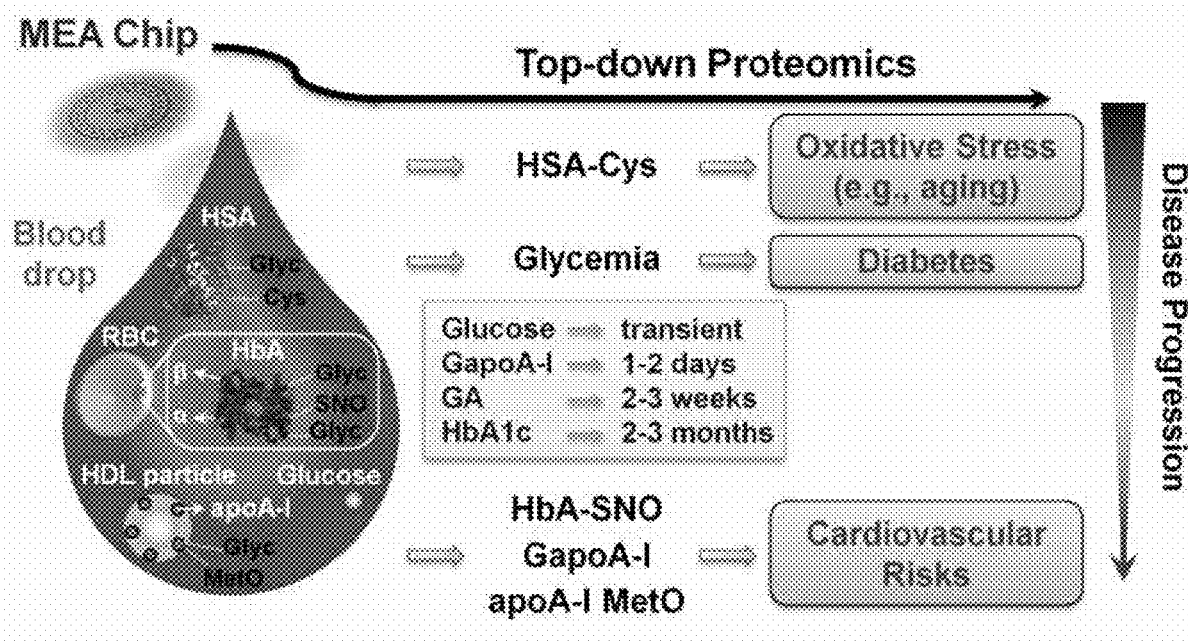 MEA Chip
Top-down Proteomics
Blood
drop
HSA
Glyc
Cys
RBC
HbA
β
Glyc
SNO
α
Glyc
HDL particle
Glucose
apoA-I
Glyc
MetO
HSA-Cys
Oxidative Stress
(e.g., aging)
Glycemia
Diabetes
Glucose transient
GapoA-I 1-2 days
GA 2-3 weeks
HbA1c 2-3 months
HbA-SNO
GapoA-I
apoA-I MetO
Cardiovascular
Risks
Disease Progression